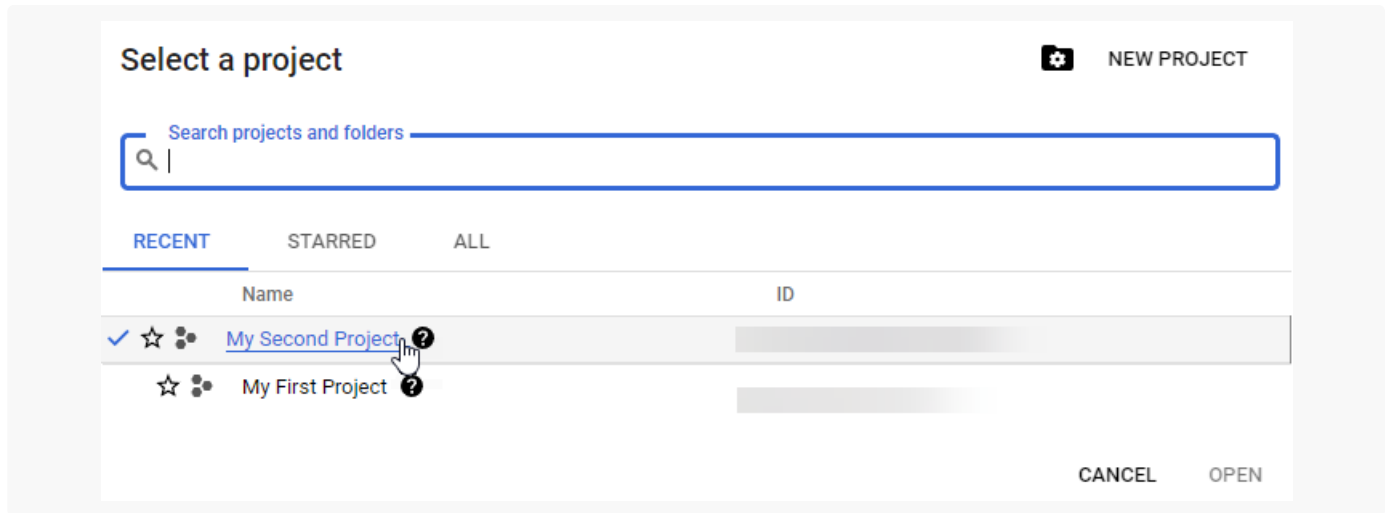 Select a project
NEW PROJECT
Search projects and folders
RECENT STARRED ALL
Name ID
My Second Project
My First Project
CANCEL OPEN